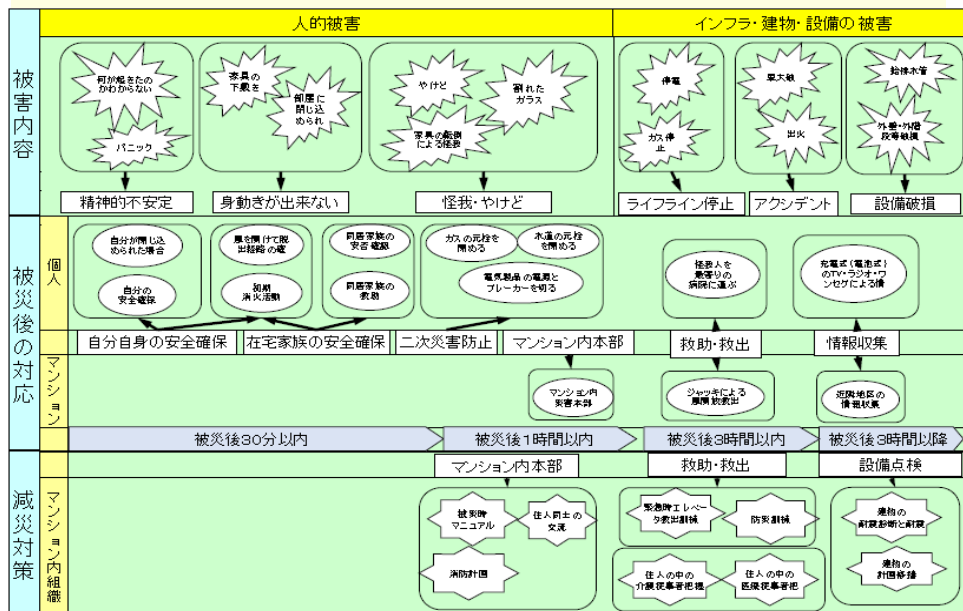 人的被害
インフラ・建物・設備の被害
被害内容
何が起きたの
かわからない
パニック
家具の
下敷き
部屋に
閉じ込
められ
やけど
割れた
ガラス
家具の転倒
による怪我
停電
ガス停
止
出火
給排水管
外壁・外階
段等破損
精神的不安定
身動きが出来ない
怪我・やけど
ライフライン停止
アクシデント
設備破損
被災後の対応
個人
自分が閉じ込
められた場合
自分の
安全確保
扉を開けて脱
出経路の確
初期
消火活動
同居家族の
安否確認
同居家族の
救助
ガスの元栓を
閉める
水道の元栓
を閉める
電気製品の電源と
ブレーカーを切る
怪我人を
最寄りの
病院に運ぶ
充電式(電池式)
のTV・ラジオ・ワ
ンセグによる情
自分自身の安全確保
在宅家族の安全確保
二次災害防止
マンション内本部
救助・救出
情報収集
マンション
マンション内
災害本部
ジャッキによる
扉開放救出
近隣地区の
情報収集
被災後30分以内
被災後1時間以内
被災後3時間以内
被災後3時間以降
減災対策
マンション内組織
マンション内本部
救助・救出
設備点検
被災時
マニュアル
住人同士の
交流
消防計画
緊急時エレベー
タ救出訓練
防災訓練
住人の中の
介護従事者把握
住人の中の
医療従事者把
建物の
耐震診断と耐震
建物の
計画修繕